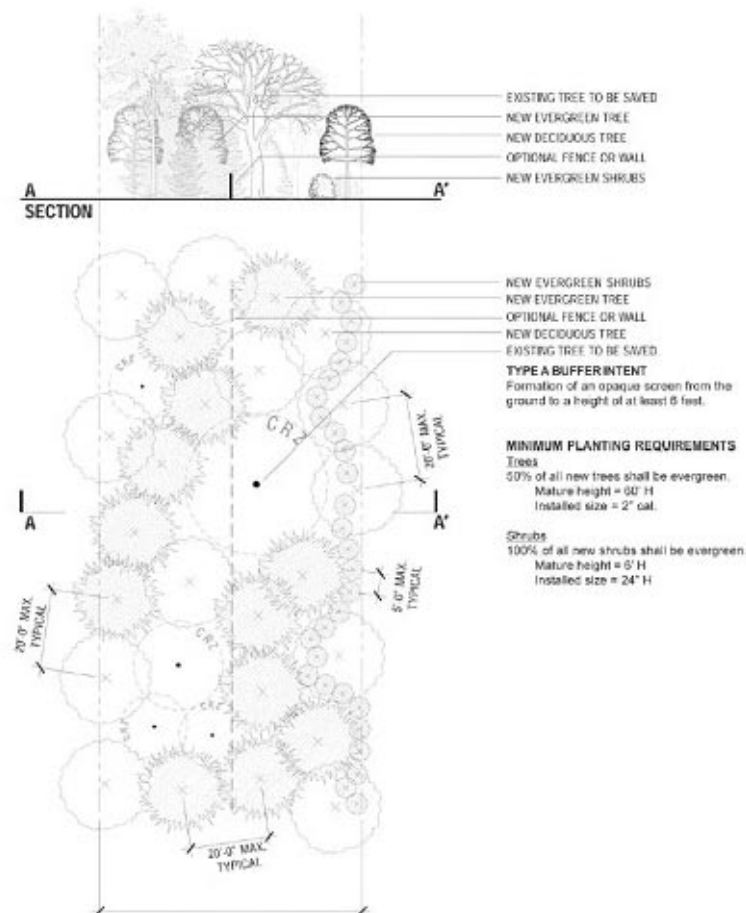 EXISTING TREE TO BE SAVED
NEW EVERGREEN TREE
NEW DECIDUOUS TREE
OPTIONAL FENCE OR WALL
NEW EVERGREEN SHRUBS
A
A'
SECTION
NEW EVERGREEN SHRUBS
NEW EVERGREEN TREE
OPTIONAL FENCE OR WALL
NEW DECIDUOUS TREE
EXISTING TREE TO BE SAVED
TYPE A BUFFER INTENT
Formation of an opaque screen from the
ground to a height of at least 6 feet.
CRZ
CRZ
20'-0" MAX.
TYPICAL
MINIMUM PLANTING REQUIREMENTS
Trees
50% of all new trees shall be evergreen.
Mature height = 60' H
Installed size = 2" cal.
A
A'
Shrubs
100% of all new shrubs shall be evergreen.
Mature height = 6' H
Installed size = 24" H
5'-0" MAX.
TYPICAL
20'-0" MAX.
TYPICAL
CRZ
CRZ
CRZ
20'-0" MAX.
TYPICAL